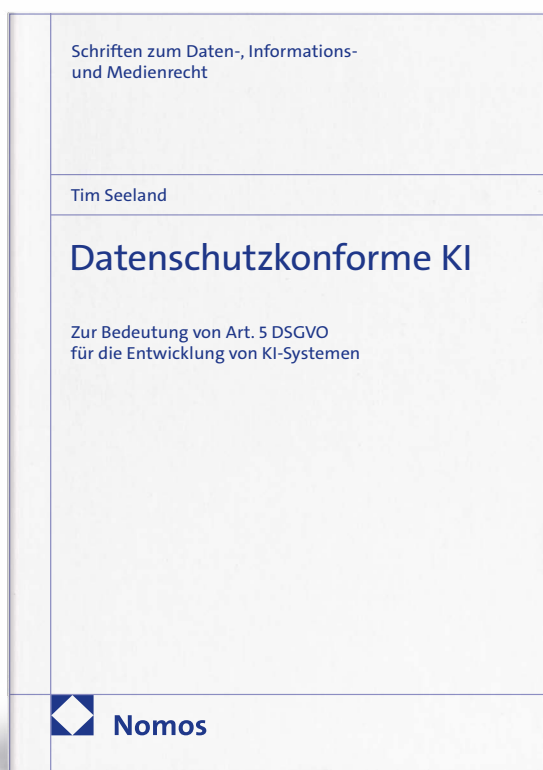 Schriften zum Daten-, Informations-
und Medienrecht
Tim Seeland
Datenschutzkonforme KI
Zur Bedeutung von Art. 5 DSGVO
für die Entwicklung von KI-Systemen
Nomos